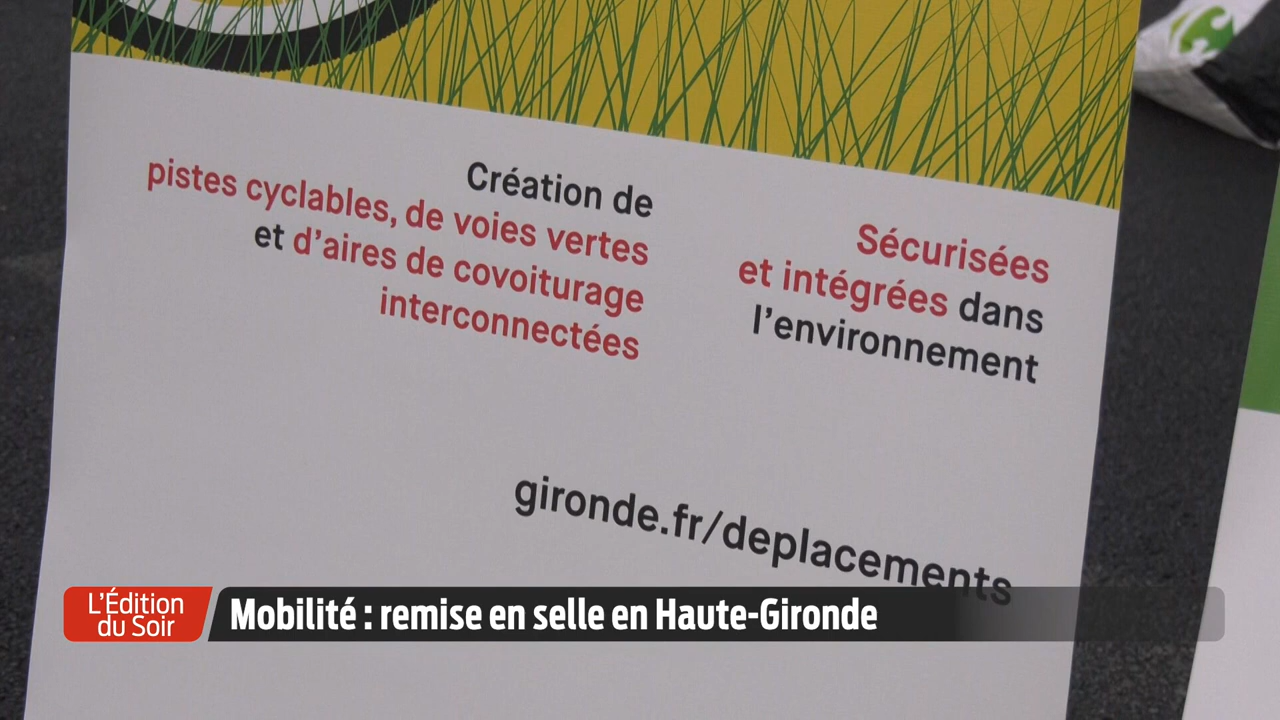 Création de
pistes cyclables, de voies vertes
et d’aires de covoiturage
interconnectées
Sécurisées
et intégrées dans
l’environnement
gironde.fr/deplacements
L’Édition
du Soir
Mobilité : remise en selle en Haute-Gironde